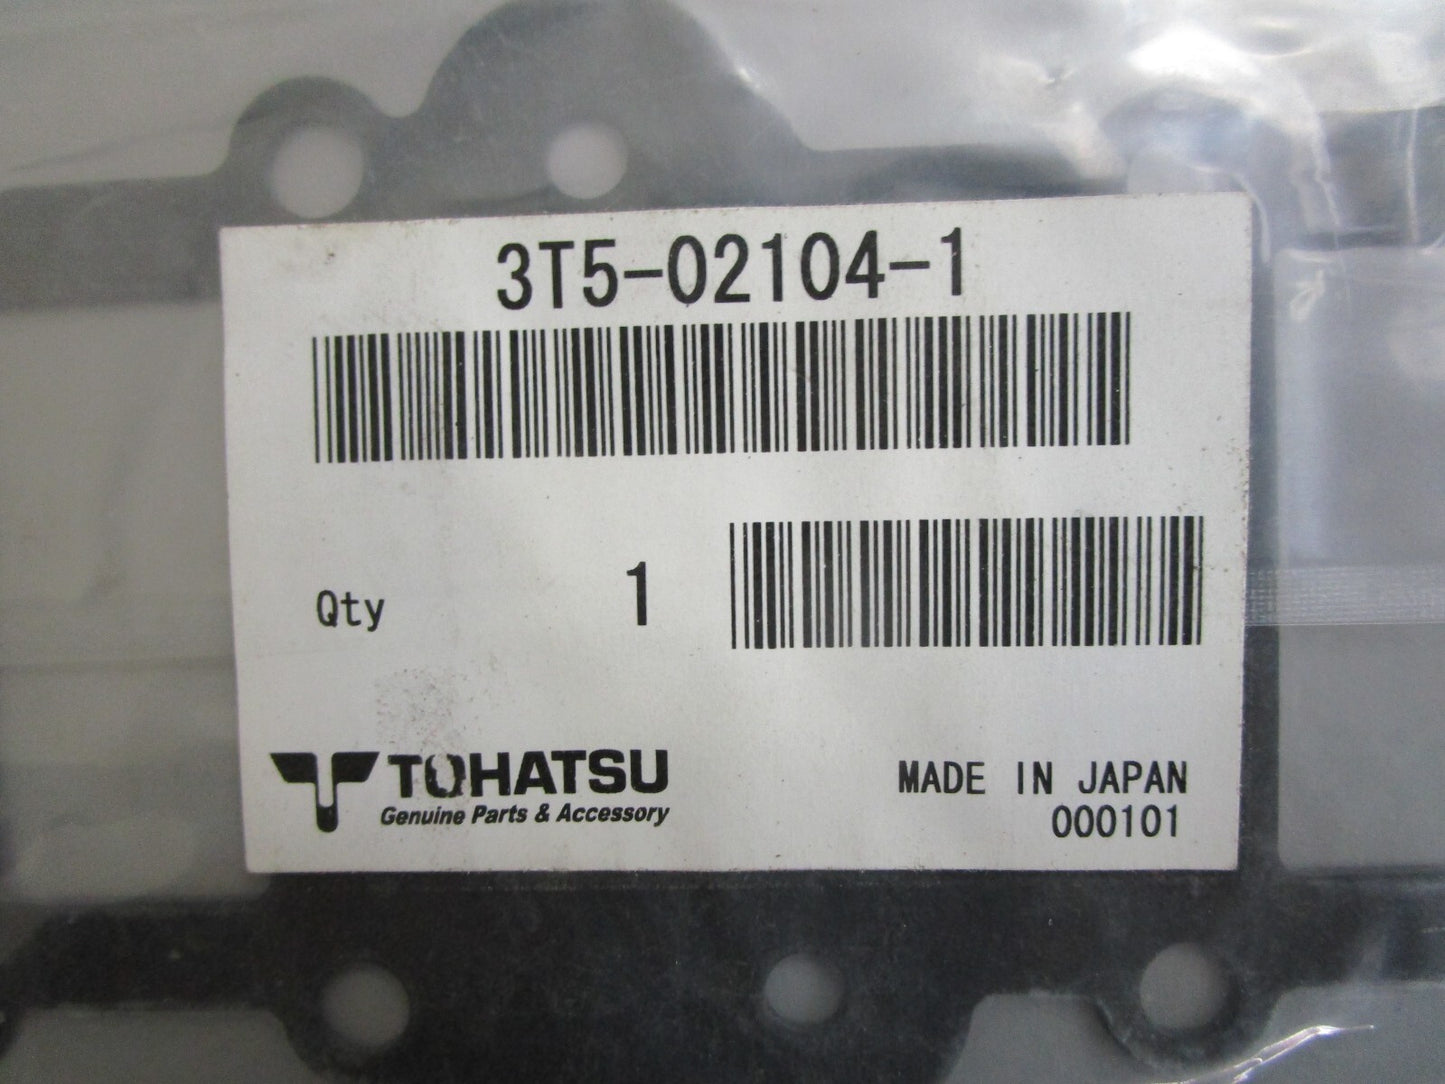 3T5-02104-1
Qty 1
TOHATSU
Genuine Parts & Accessory
MADE IN JAPAN
000101